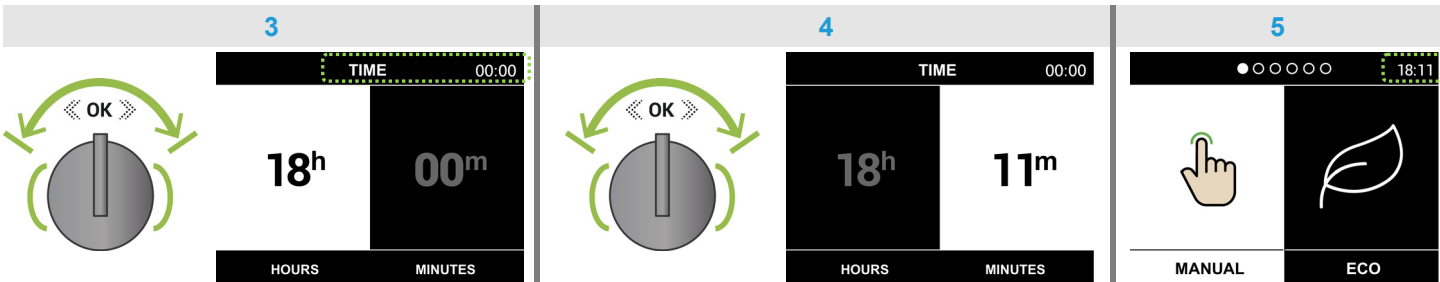 3
OK
TIME 00:00
18h 00m
HOURS MINUTES
4
OK
TIME 00:00
18h 11m
HOURS MINUTES
5
18:11
MANUAL ECO